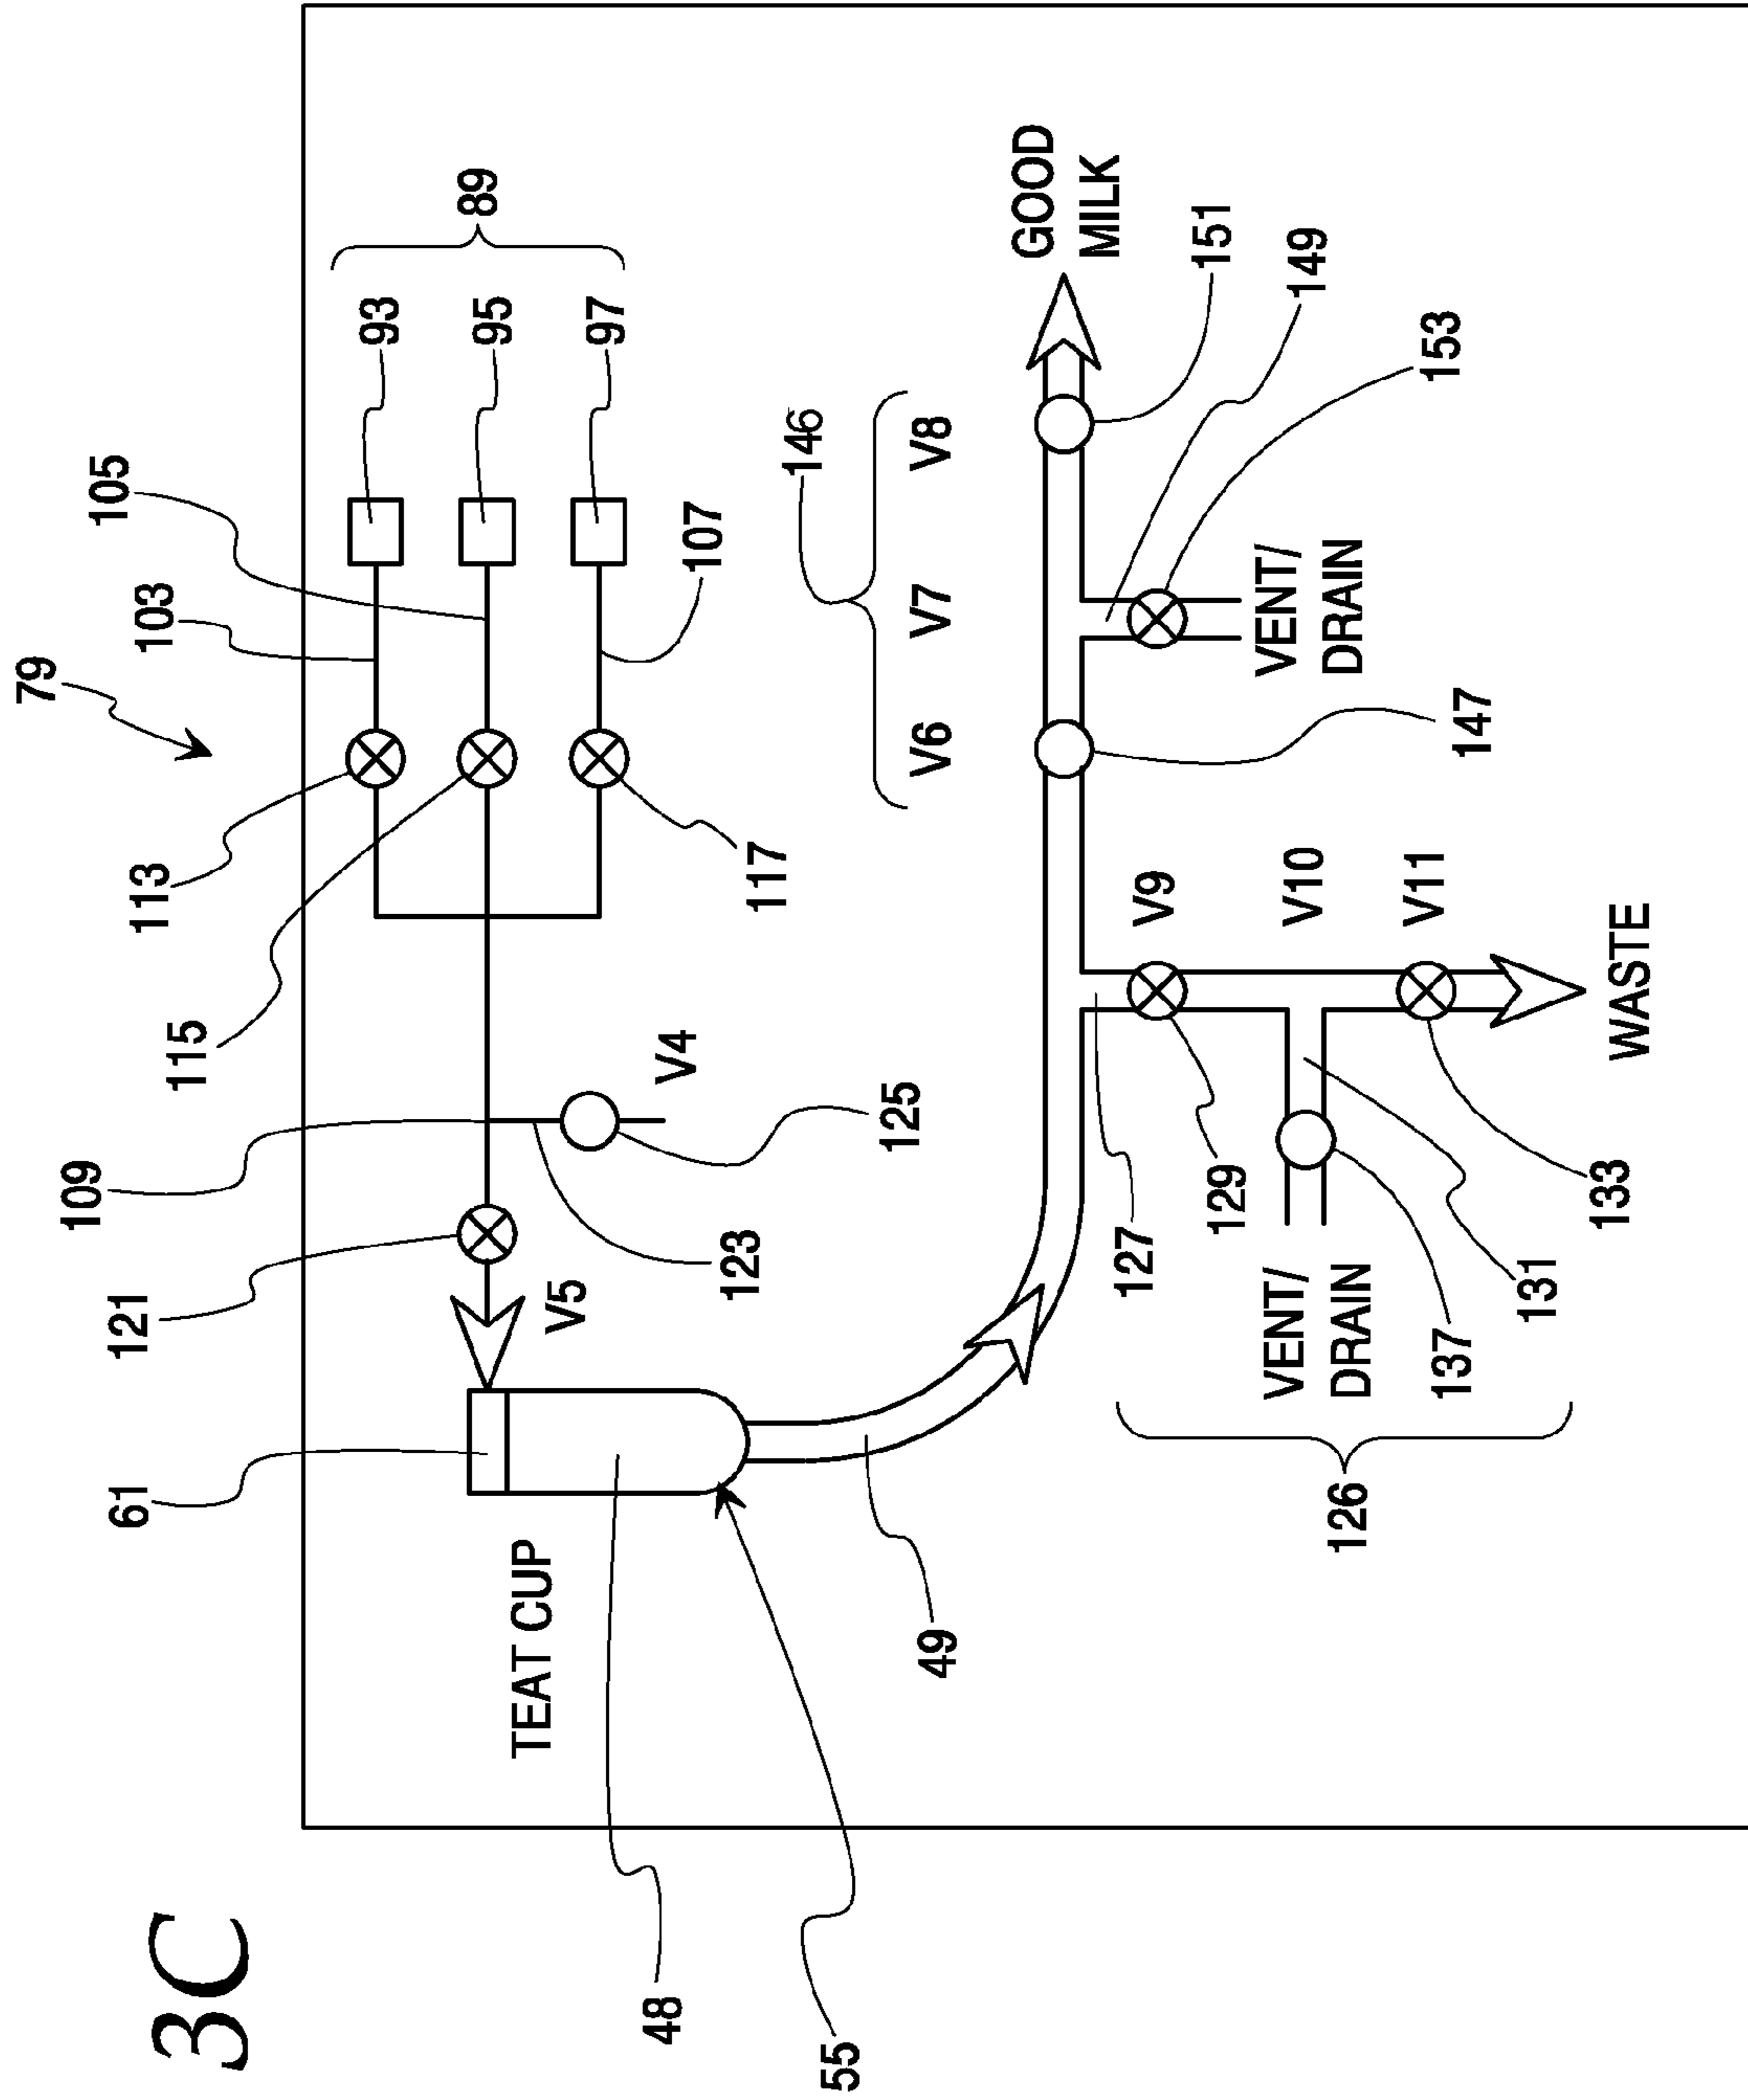 3C
79
103
105
113
115
109
121
61
93
95
97
89
107
117
TEAT CUP
V5
V4
123
125
146
V6 V7 V8
GOOD
MILK
151
149
153
VENT/
DRAIN
147
V9
V10
V11
WASTE
127
129
133
131
137
VENT/
DRAIN
126
49
48
55